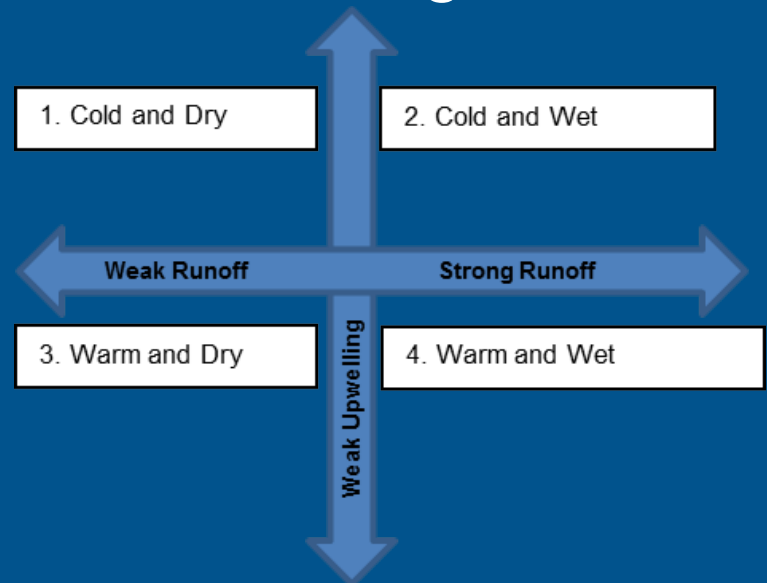 1. Cold and Dry
2. Cold and Wet
Weak Runoff
Strong Runoff
3. Warm and Dry
4. Warm and Wet
Weak Upwelling